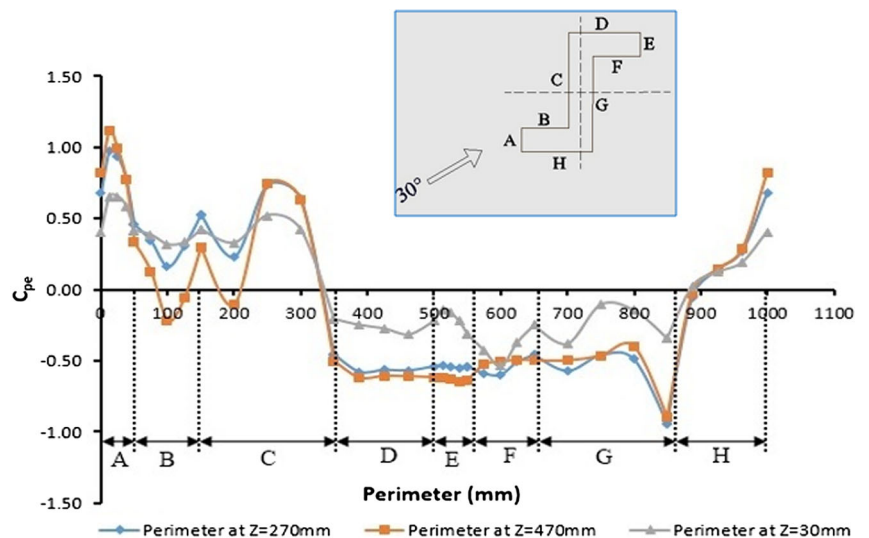 D
E
F
C
G
B
A
H
30°
1.50
1.00
0.50
0.00
-0.50
-1.00
-1.50
Cpe
0 100 200 300 400 500 600 700 800 900 1000 1100
A B C D E F G H
Perimeter (mm)
Perimeter at Z=270mm Perimeter at Z=470mm Perimeter at Z=30mm